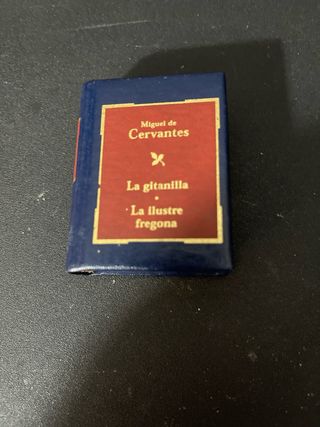 Miguel de
Cervantes
La gitanilla
La ilustre
fregona